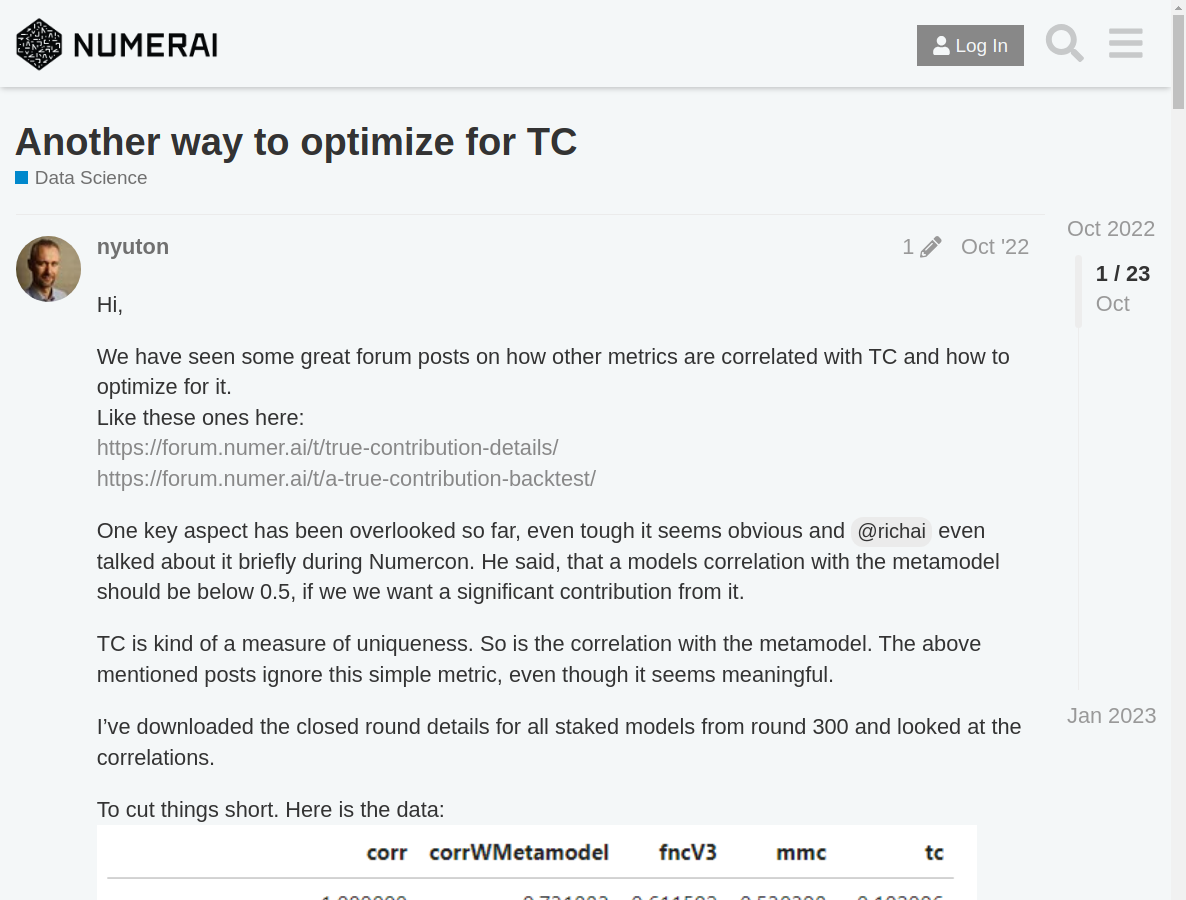 NUMERAI
Log In
Another way to optimize for TC
Data Science
nyuton
1
Oct '22
Oct 2022
1 / 23
Oct
Hi,
We have seen some great forum posts on how other metrics are correlated with TC and how to
optimize for it.
Like these ones here:
https://forum.numer.ai/t/true-contribution-details/
https://forum.numer.ai/t/a-true-contribution-backtest/
One key aspect has been overlooked so far, even tough it seems obvious and @richai even
talked about it briefly during Numercon. He said, that a models correlation with the metamodel
should be below 0.5, if we we want a significant contribution from it.
TC is kind of a measure of uniqueness. So is the correlation with the metamodel. The above
mentioned posts ignore this simple metric, even though it seems meaningful.
I’ve downloaded the closed round details for all staked models from round 300 and looked at the
correlations.
Jan 2023
To cut things short. Here is the data:
corr corrWMetamodel fncV3 mmc tc